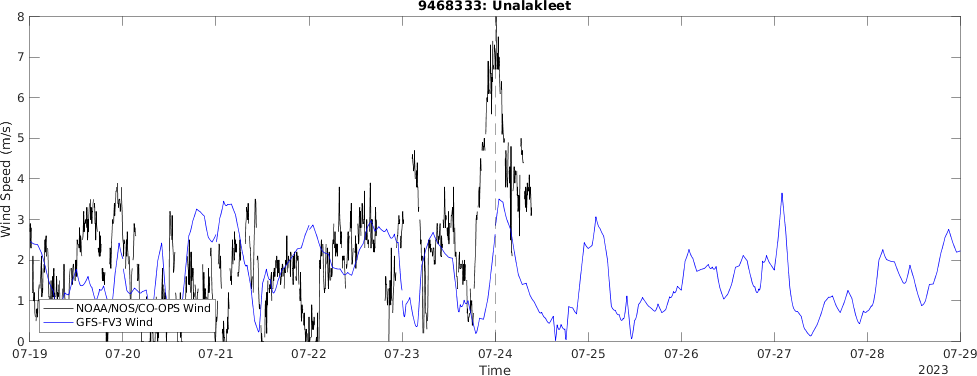 9468333: Unalakleet
Wind Speed (m/s)
8
7
6
5
4
3
2
1
0
NOAA/NOS/CO-OPS Wind
GFS-FV3 Wind
07-19 07-20 07-21 07-22 07-23 07-24 07-25 07-26 07-27 07-28 07-29
Time
2023